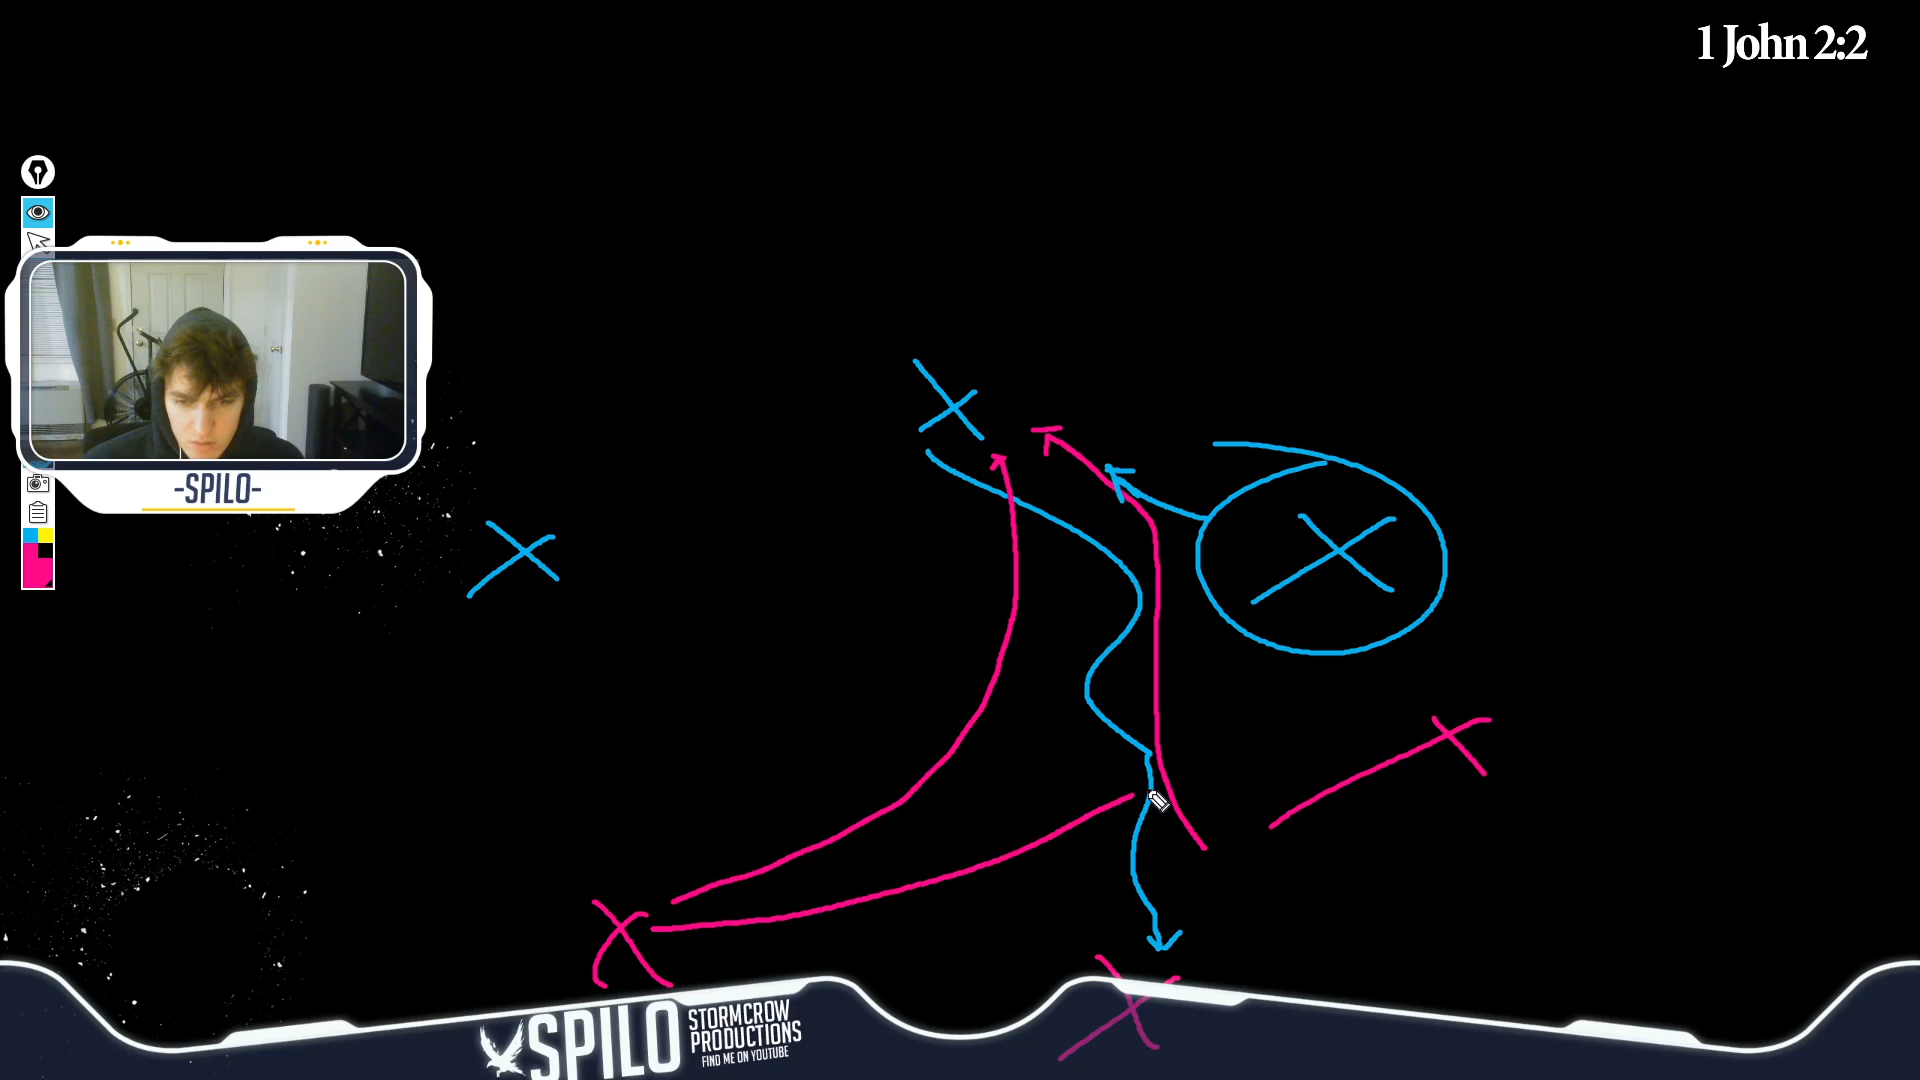 1 John 2:2
-SPILO-
SPILO
STORMCROW
PRODUCTIONS
FIND ME ON YOUTUBE